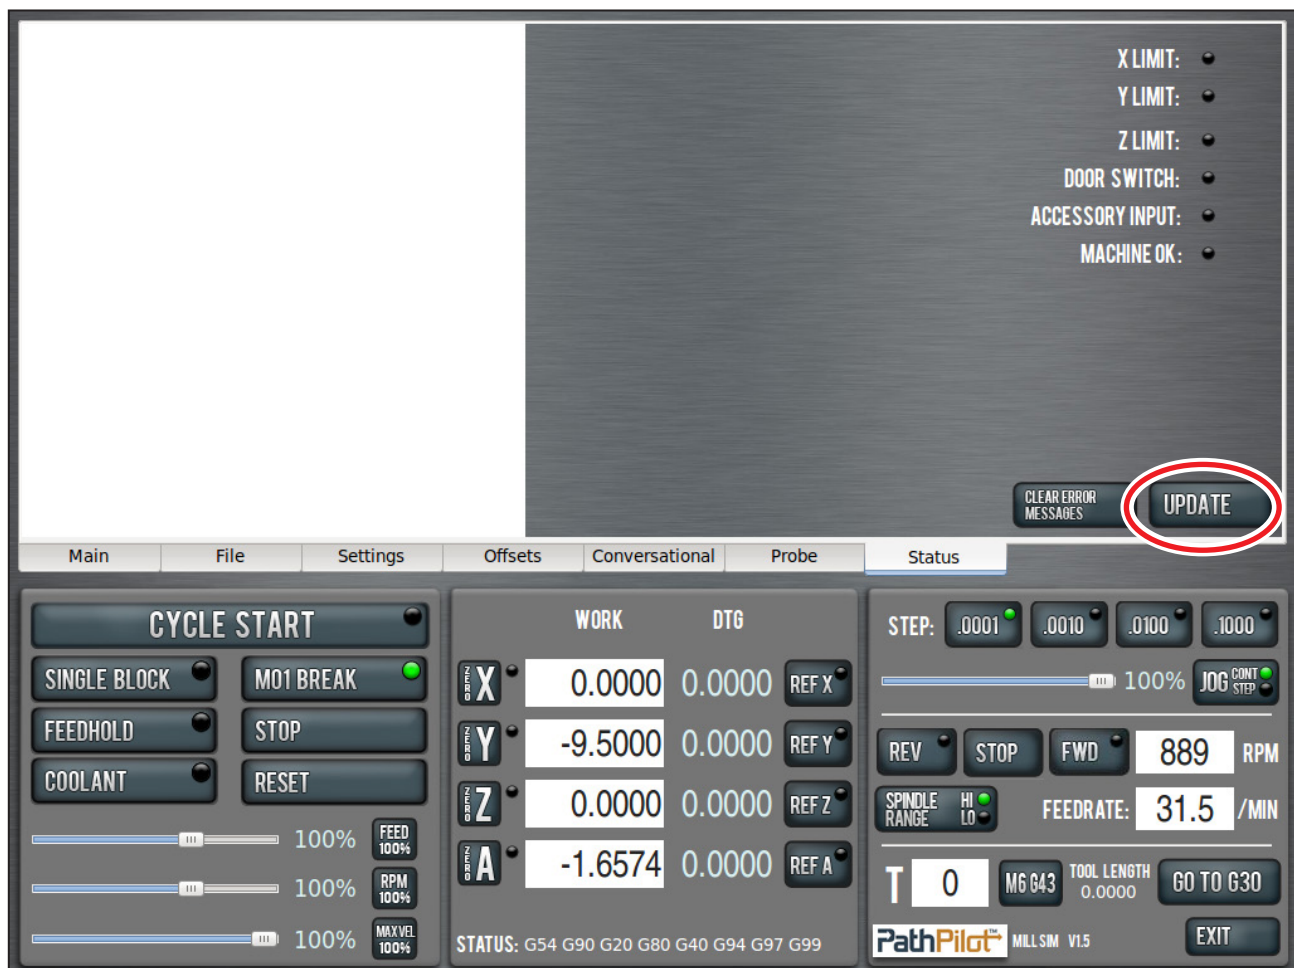 X LIMIT:
Y LIMIT:
Z LIMIT:
DOOR SWITCH:
ACCESSORY INPUT:
MACHINE OK:
CLEAR ERROR
MESSAGES
UPDATE
Main File Settings Offsets Conversational Probe Status
CYCLE START
SINGLE BLOCK M01 BREAK
FEEDHOLD STOP
COOLANT RESET
100% FEED 100%
100% RPM 100%
100% MAX VEL 100%
WORK DTG
ZERO X 0.0000 0.0000 REF X
ZERO Y -9.5000 0.0000 REF Y
ZERO Z 0.0000 0.0000 REF Z
ZERO A -1.6574 0.0000 REF A
STATUS: G54 G90 G20 G80 G40 G94 G97 G99
STEP: .0001 .0010 .0100 .1000
100% JOG CONT STEP
REV STOP FWD 889 RPM
SPINDLE RANGE HI LO FEEDRATE: 31.5 /MIN
T 0 M6 G43 TOOL LENGTH 0.0000 GO TO G30
PathPilot™ MILL SIM V1.5 EXIT